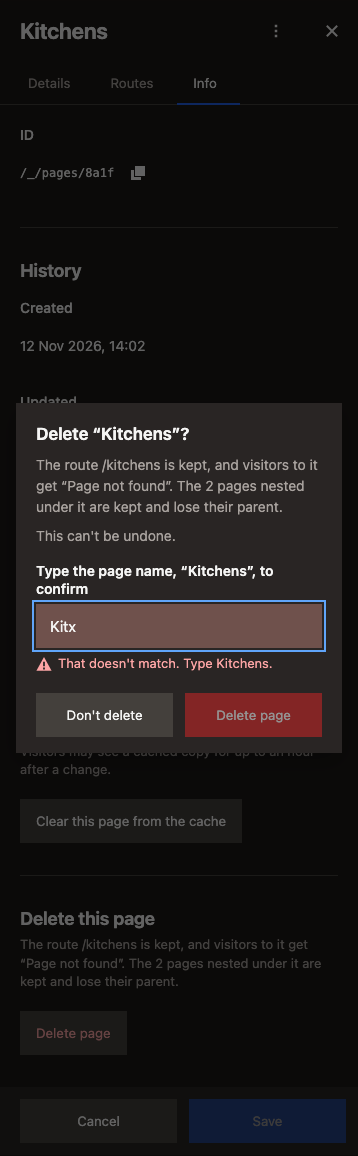 Kitchens
Details
Routes
Info
ID
/_/pages/8a1f
History
Created
12 Nov 2026, 14:02
Updated
Delete “Kitchens”?
The route /kitchens is kept, and visitors to it
get “Page not found”. The 2 pages nested
under it are kept and lose their parent.
This can't be undone.
Type the page name, “Kitchens”, to
confirm
Kitx
That doesn't match. Type Kitchens.
Don't delete
Delete page
Visitors may see a cached copy for up to an hour
after a change.
Clear this page from the cache
Delete this page
The route /kitchens is kept, and visitors to it get
“Page not found”. The 2 pages nested under it are
kept and lose their parent.
Delete page
Cancel
Save